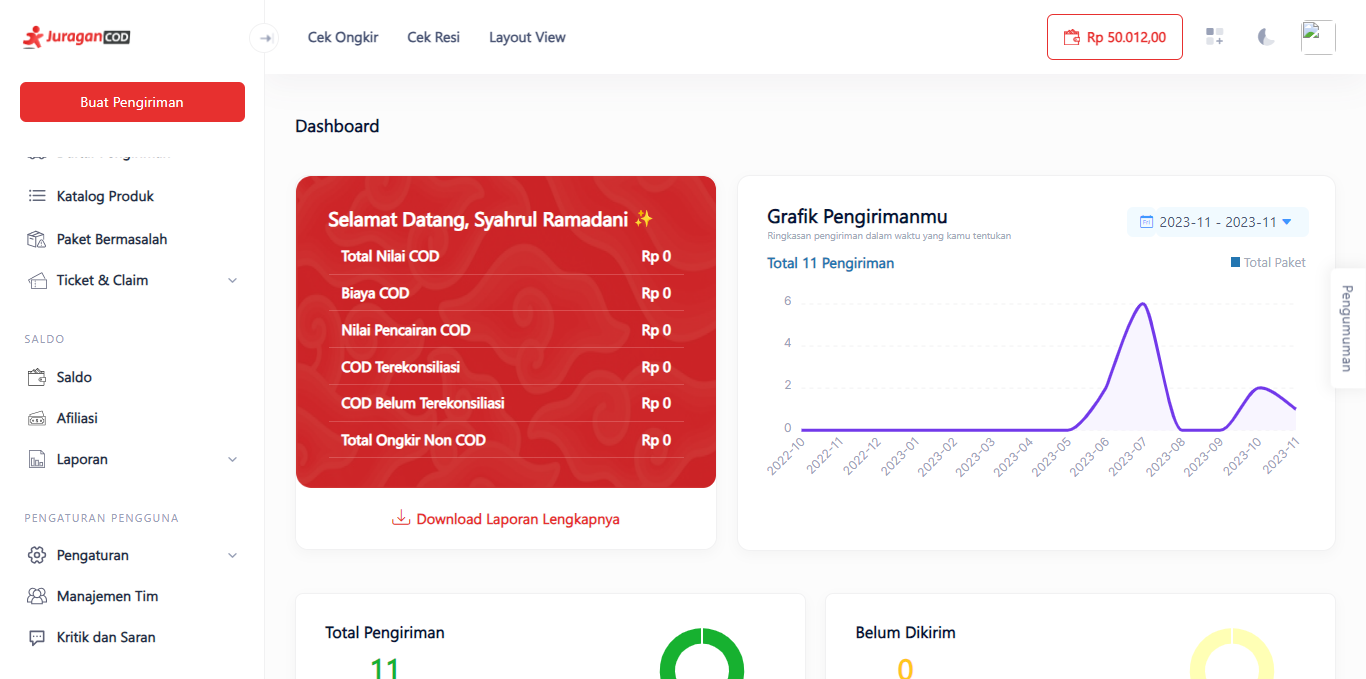 JuraganCOD
Cek Ongkir
Cek Resi
Layout View
Rp 50.012,00
Buat Pengiriman
Katalog Produk
Paket Bermasalah
Ticket & Claim
SALDO
Saldo
Afiliasi
Laporan
PENGATURAN PENGGUNA
Pengaturan
Manajemen Tim
Kritik dan Saran
Dashboard
Selamat Datang, Syahrul Ramadani ✨
Total Nilai COD Rp 0
Biaya COD Rp 0
Nilai Pencairan COD Rp 0
COD Terekonsiliasi Rp 0
COD Belum Terekonsiliasi Rp 0
Total Ongkir Non COD Rp 0
Download Laporan Lengkapnya
Grafik Pengirimanmu
Ringkasan pengiriman dalam waktu yang kamu tentukan
2023-11 - 2023-11
Total 11 Pengiriman
Total Paket
6
4
2
0
2022-10
2022-11
2022-12
2023-01
2023-02
2023-03
2023-04
2023-05
2023-06
2023-07
2023-08
2023-09
2023-10
2023-11
Pengumuman
Total Pengiriman
11
Belum Dikirim
0